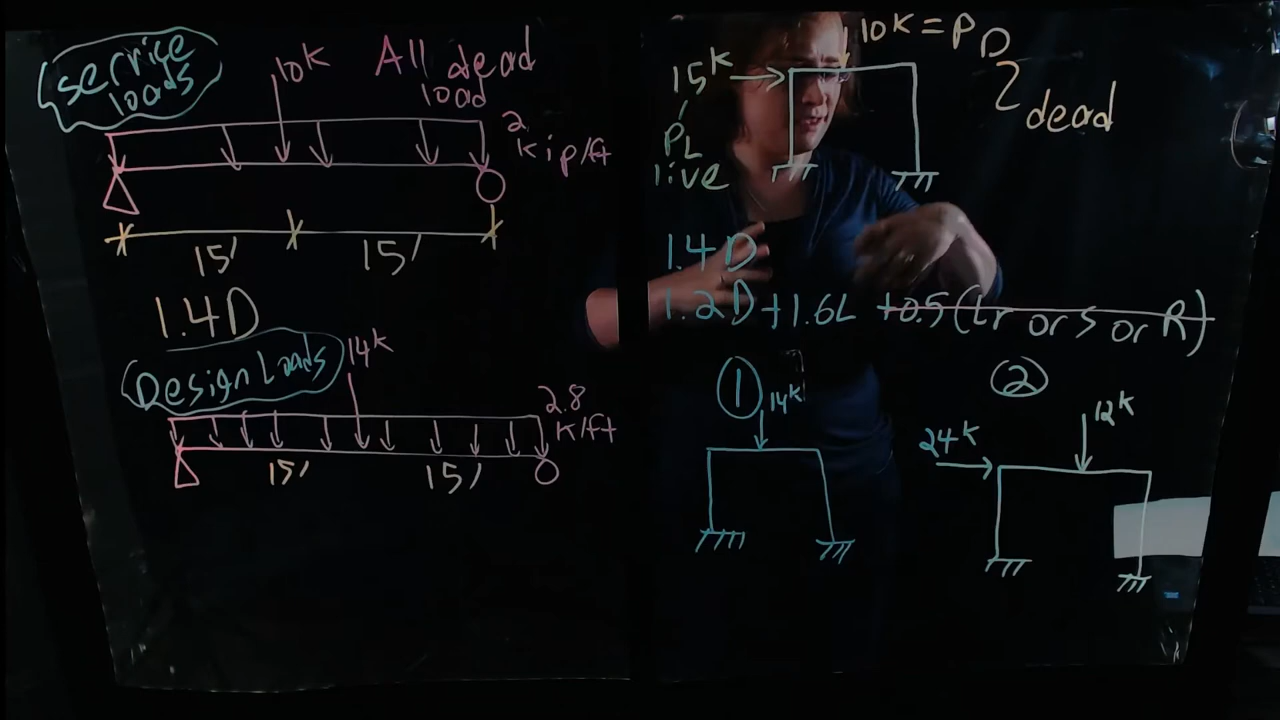 service loads
10K All dead load
2 kip/ft
15' 15'
1.4D
Design Loads
14K
2.8 K/ft
15' 15'
10K = PD
15K
PL live
dead
1.4D
1.2D+1.6L +0.5(Lr or S or R)
1 2
14K
24K 12K